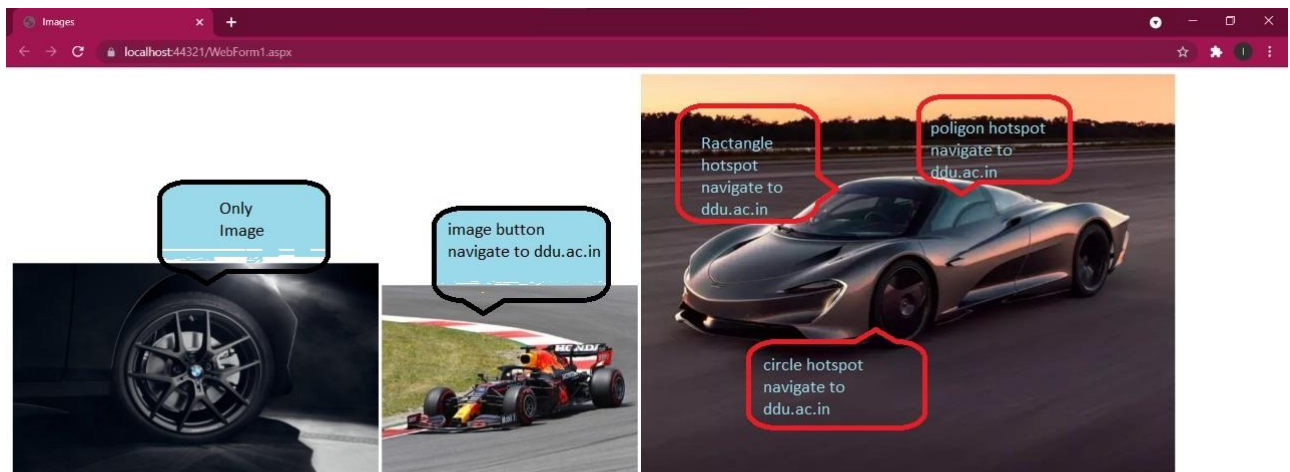 Images
localhost:44321/WebForm1.aspx
Only
Image
image button
navigate to ddu.ac.in
HONDA
Ractangle
hotspot
navigate to
ddu.ac.in
poligon hotspot
navigate to
ddu.ac.in
circle hotspot
navigate to
ddu.ac.in